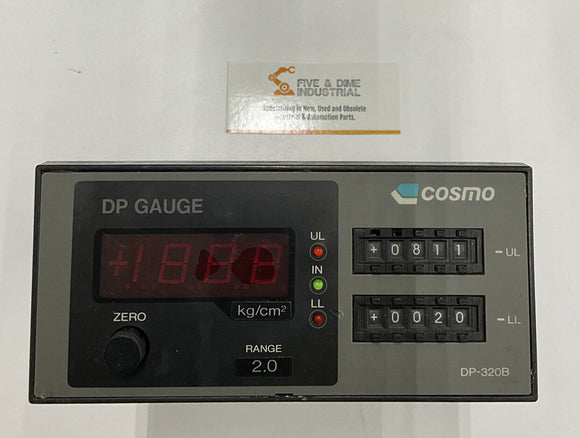 FIVE & DIME
INDUSTRIAL
Specializing in New, Used and Obsolete
Industrial & Automation Parts.
COSMO
DP GAUGE
UL
+0811
UL
IN
kg/cm²
LL
+0020
LL
ZERO
RANGE
2.0
DP-320B